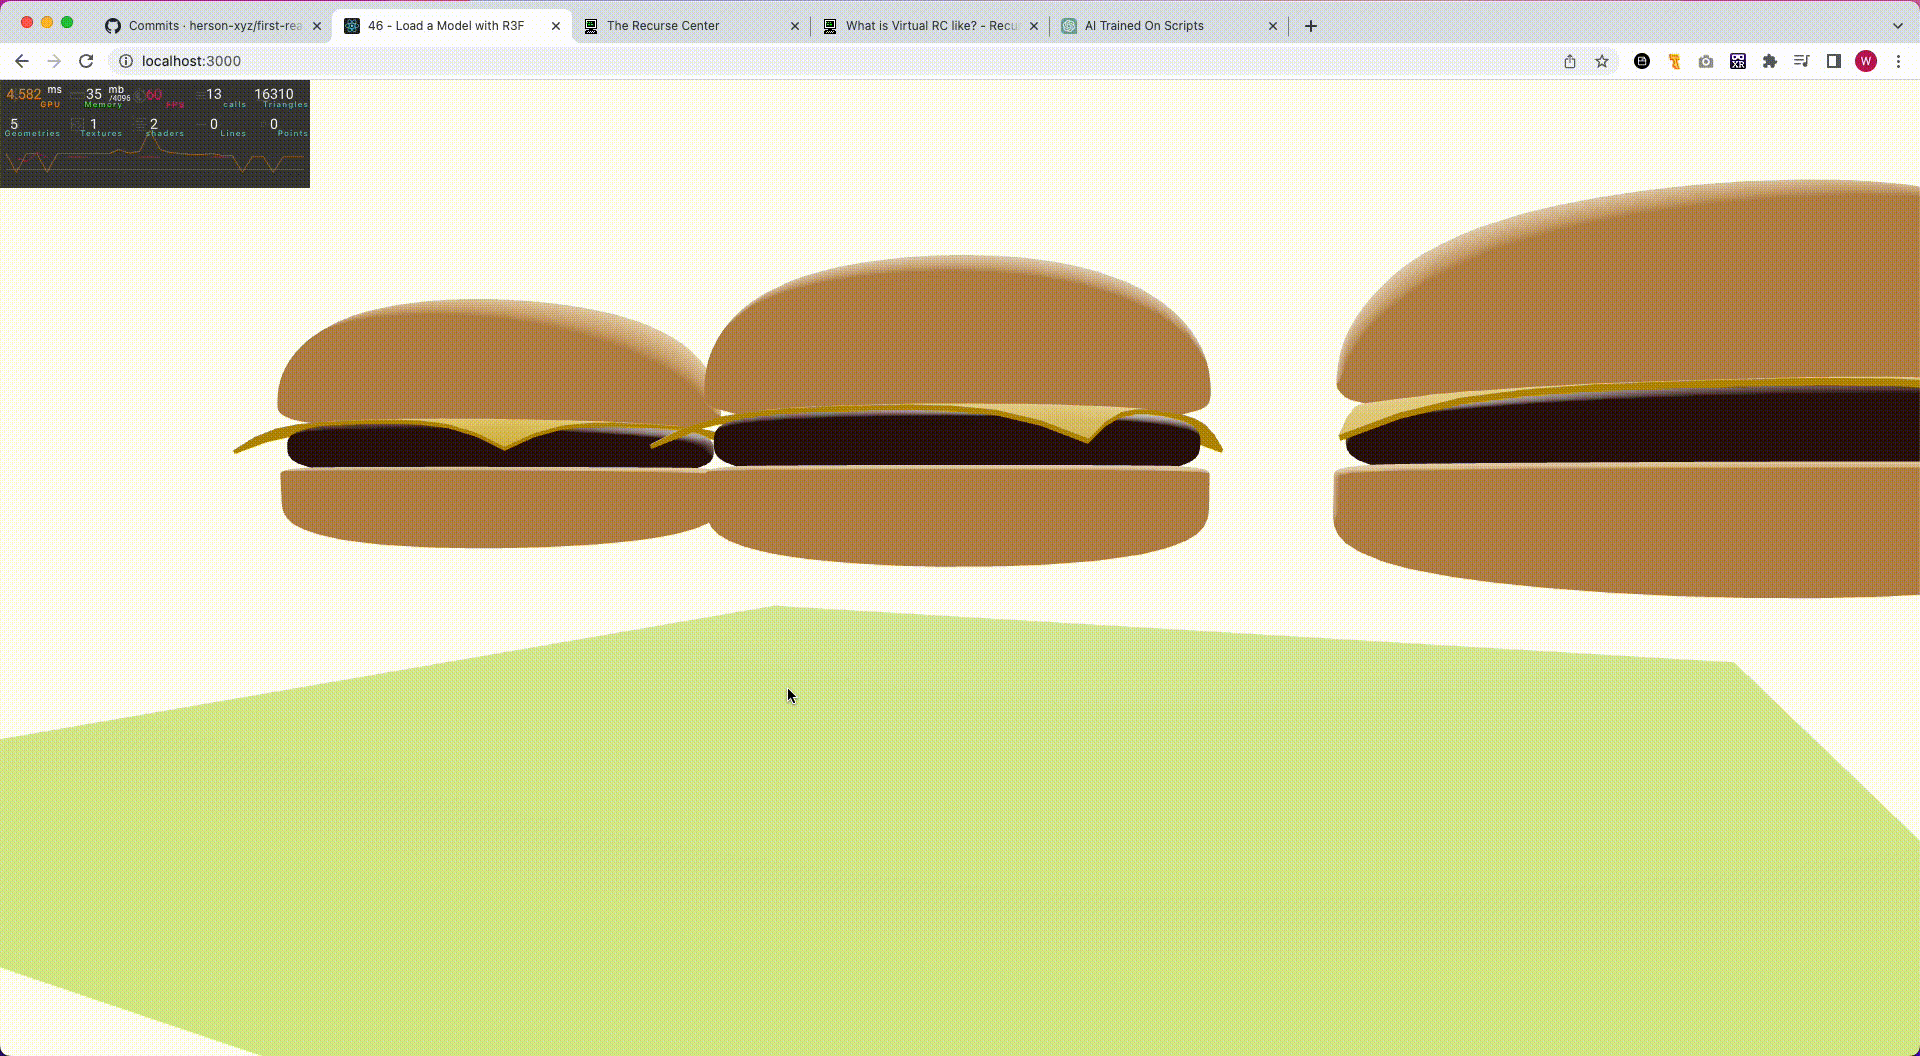 Commits · herson-xyz/first-rea
46 - Load a Model with R3F
The Recurse Center
What is Virtual RC like? - Recu
AI Trained On Scripts
localhost:3000
W
4.582 ms GPU
35 mb /4096 Memory
60 FPS
13 calls
16310 Triangles
5 Geometries
1 Textures
2 shaders
0 Lines
0 Points